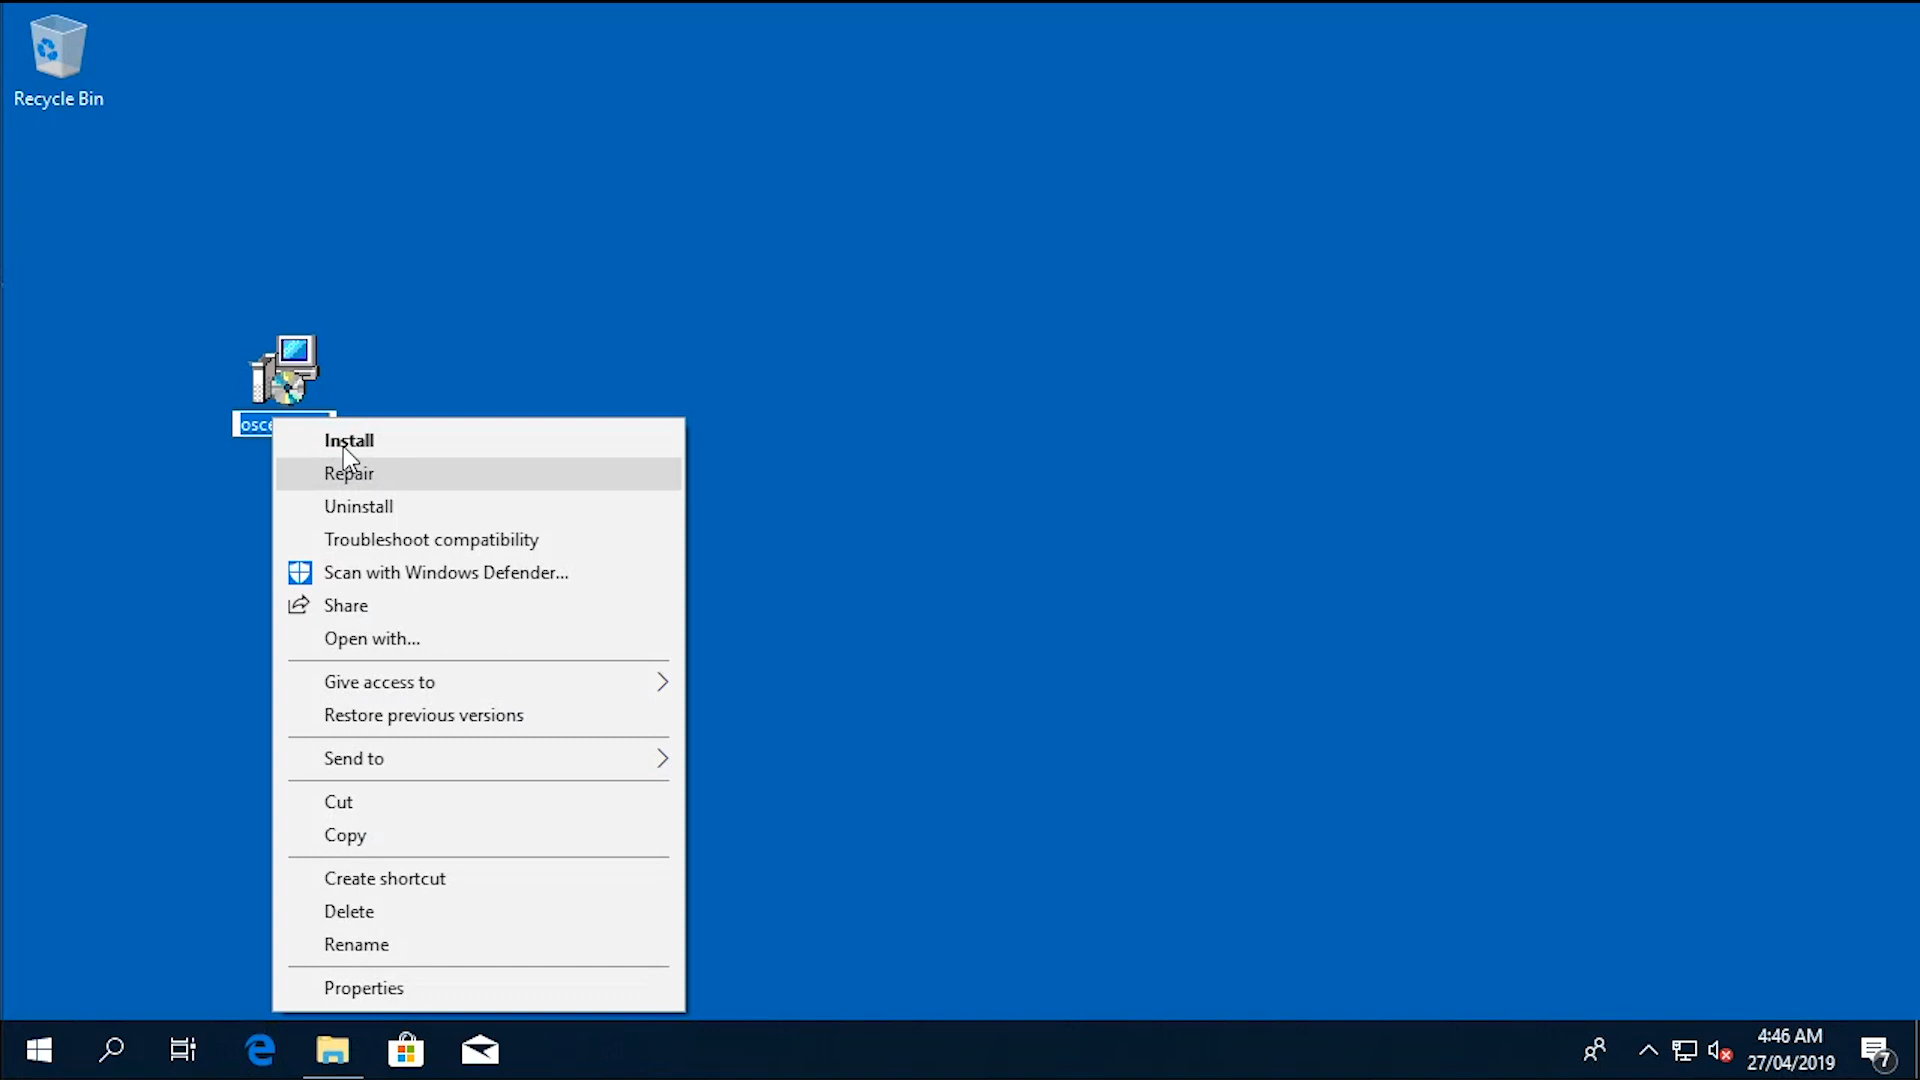 Recycle Bin
Install
Repair
Uninstall
Troubleshoot compatibility
Scan with Windows Defender...
Share
Open with...
Give access to
Restore previous versions
Send to
Cut
Copy
Create shortcut
Delete
Rename
Properties
4:46 AM
27/04/2019
7